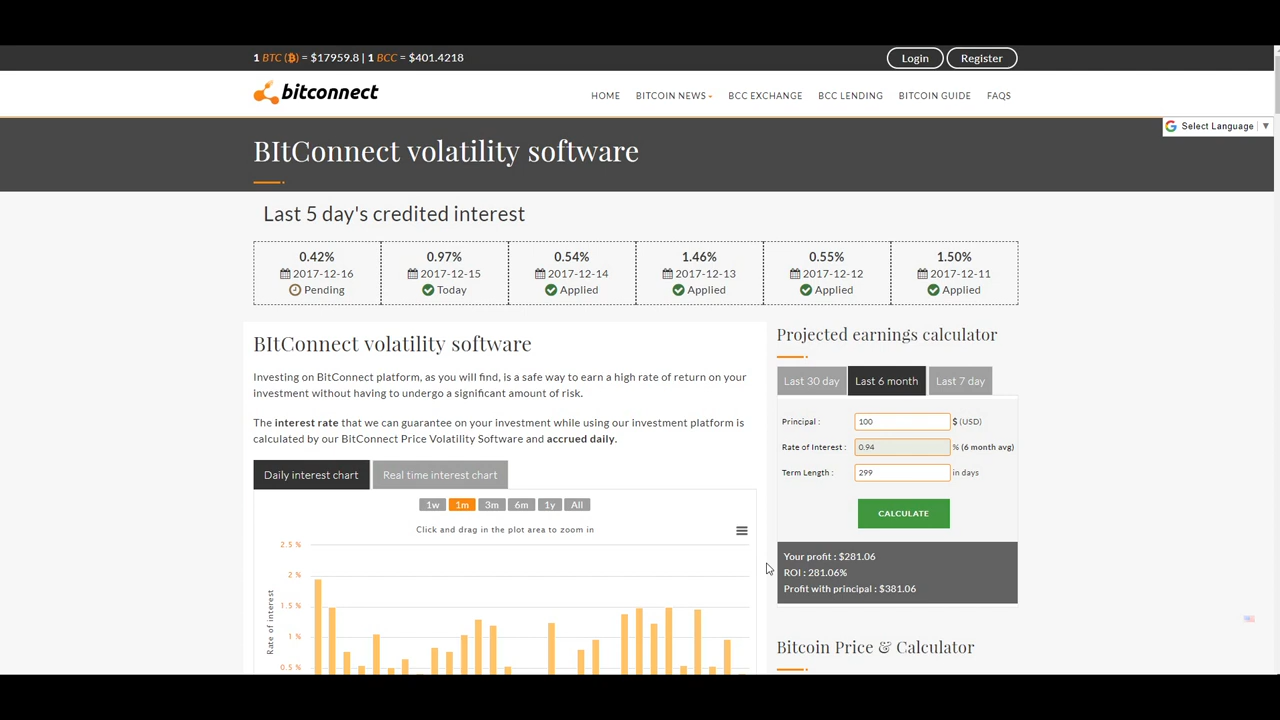 1 BTC (₿) = $17959.8 | 1 BCC = $401.4218
Login
Register
bitconnect
HOME
BITCOIN NEWS
BCC EXCHANGE
BCC LENDING
BITCOIN GUIDE
FAQS
G Select Language ▼
BItConnect volatility software
Last 5 day's credited interest
0.42%
2017-12-16
Pending
0.97%
2017-12-15
Today
0.54%
2017-12-14
Applied
1.46%
2017-12-13
Applied
0.55%
2017-12-12
Applied
1.50%
2017-12-11
Applied
BItConnect volatility software
Investing on BitConnect platform, as you will find, is a safe way to earn a high rate of return on your
investment without having to undergo a significant amount of risk.
The interest rate that we can guarantee on your investment while using our investment platform is
calculated by our BitConnect Price Volatility Software and accrued daily.
Daily interest chart
Real time interest chart
1w
1m
3m
6m
1y
All
Click and drag in the plot area to zoom in
2.5 %
2 %
1.5 %
1 %
0.5 %
Rate of interest
Projected earnings calculator
Last 30 day
Last 6 month
Last 7 day
Principal : 100 $ (USD)
Rate of Interest : 0.94 % (6 month avg)
Term Length : 299 in days
CALCULATE
Your profit : $281.06
ROI : 281.06%
Profit with principal : $381.06
Bitcoin Price & Calculator